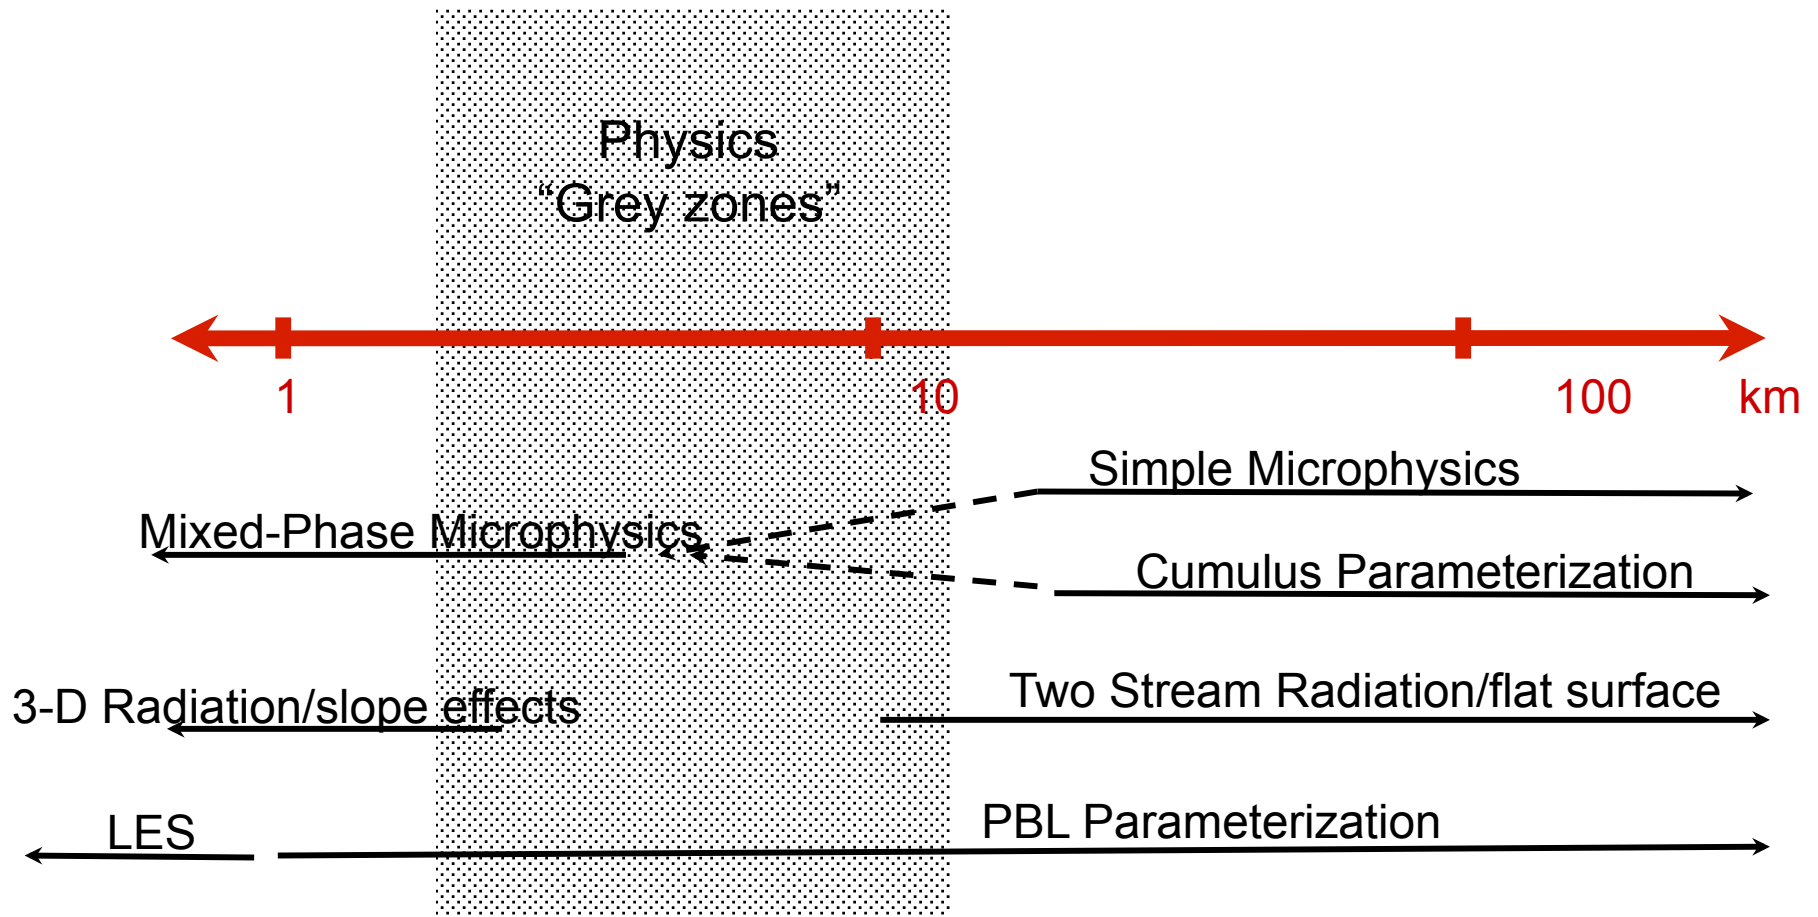 Physics
“Grey zones”
1 10 100 km
Simple Microphysics
Mixed-Phase Microphysics
Cumulus Parameterization
3-D Radiation/slope effects
Two Stream Radiation/flat surface
LES
PBL Parameterization